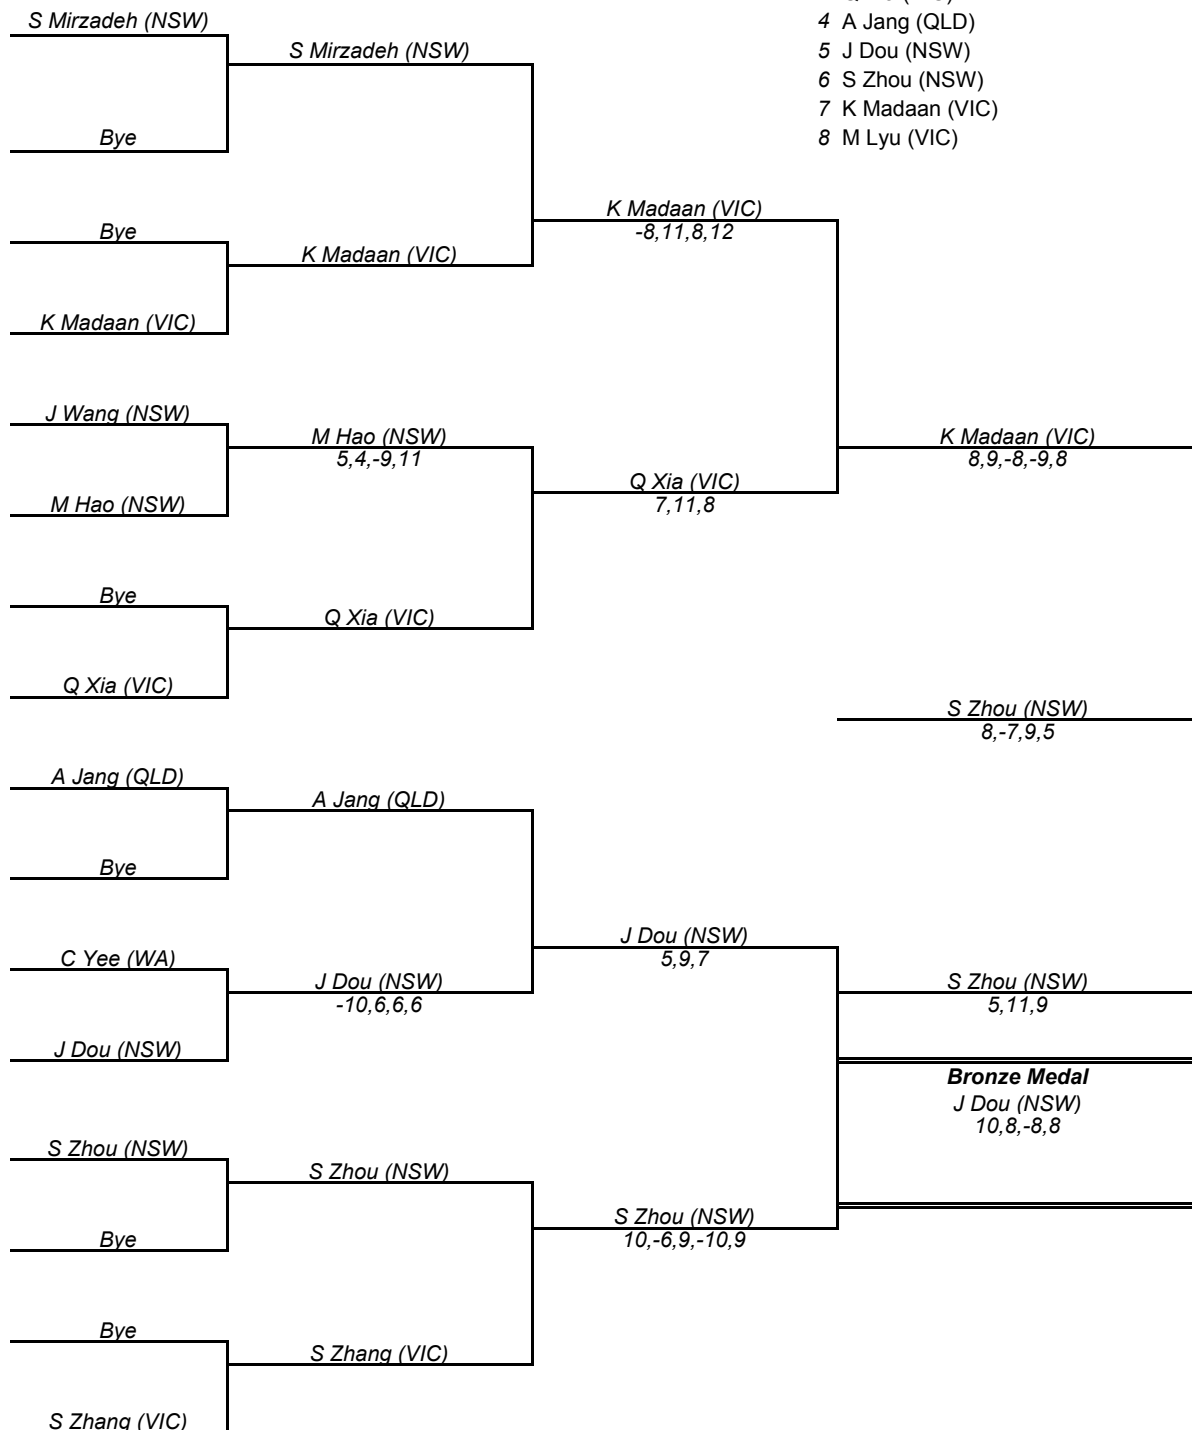 S Mirzadeh (NSW)
4 A Jang (QLD)
S Mirzadeh (NSW)
5 J Dou (NSW)
6 S Zhou (NSW)
7 K Madaan (VIC)
Bye
8 M Lyu (VIC)
K Madaan (VIC)
Bye
-8,11,8,12
K Madaan (VIC)
K Madaan (VIC)
J Wang (NSW)
M Hao (NSW)
K Madaan (VIC)
5,4,-9,11
8,9,-8,-9,8
Q Xia (VIC)
M Hao (NSW)
7,11,8
Bye
Q Xia (VIC)
Q Xia (VIC)
S Zhou (NSW)
8,-7,9,5
A Jang (QLD)
A Jang (QLD)
Bye
J Dou (NSW)
C Yee (WA)
5,9,7
J Dou (NSW)
S Zhou (NSW)
-10,6,6,6
5,11,9
J Dou (NSW)
Bronze Medal
J Dou (NSW)
10,8,-8,8
S Zhou (NSW)
S Zhou (NSW)
S Zhou (NSW)
Bye
10,-6,9,-10,9
Bye
S Zhang (VIC)
S Zhang (VIC)